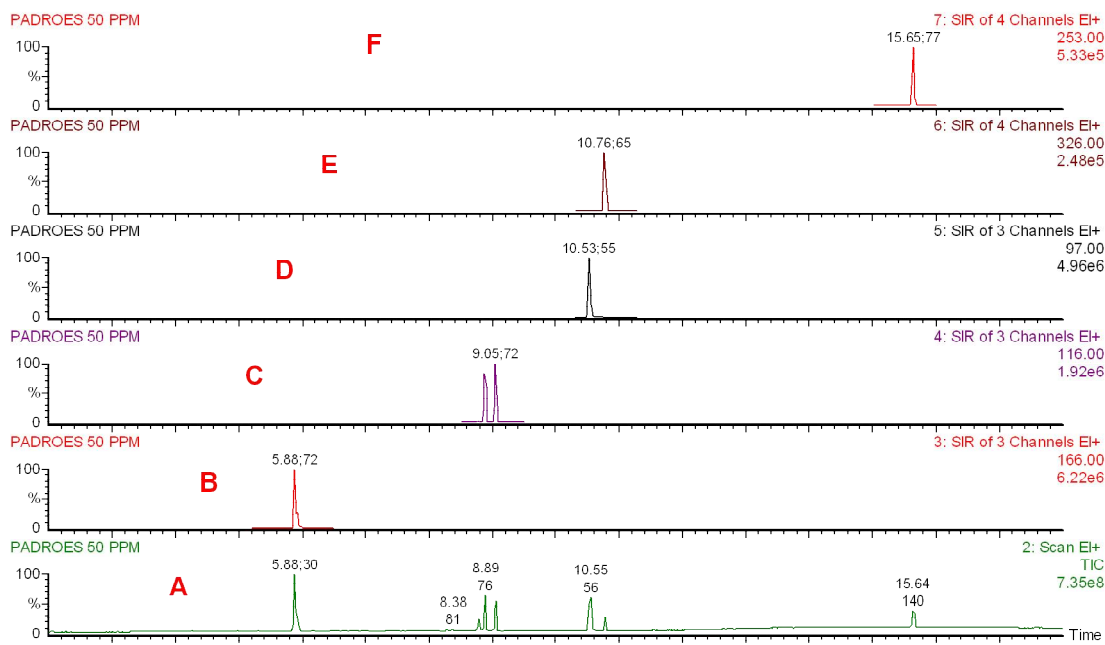 PADROES 50 PPM
7: SIR of 4 Channels EI+
253.00
5.33e5
F
15.65;77
100
%
0
PADROES 50 PPM
6: SIR of 4 Channels EI+
326.00
2.48e5
E
10.76;65
100
%
0
PADROES 50 PPM
5: SIR of 3 Channels EI+
97.00
4.96e6
D
10.53;55
100
%
0
PADROES 50 PPM
4: SIR of 3 Channels EI+
116.00
1.92e6
C
9.05;72
100
%
0
PADROES 50 PPM
3: SIR of 3 Channels EI+
166.00
6.22e6
B
5.88;72
100
%
0
PADROES 50 PPM
2: Scan EI+
TIC
7.35e8
A
5.88;30
8.38
81
8.89
76
10.55
56
15.64
140
100
%
0
Time